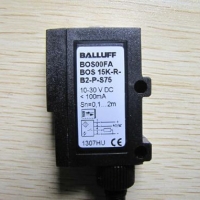 BALLUFF
BOS00FA
BOS 15K-R-
B2-P-S75
10-30 V DC
< 100mA
Sn=0,1...2m
1307HU